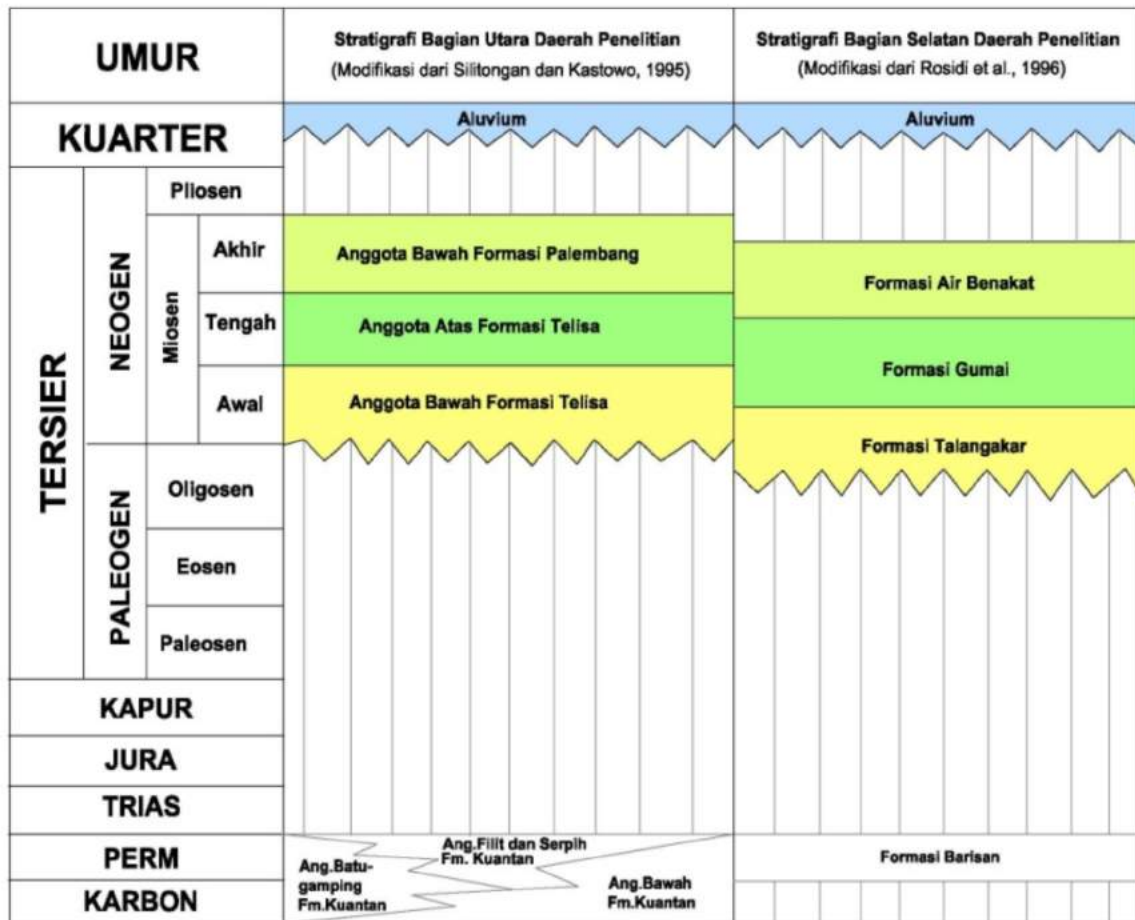 UMUR
Stratigrafi Bagian Utara Daerah Penelitian
(Modifikasi dari Silitongan dan Kastowo, 1995)
Stratigrafi Bagian Selatan Daerah Penelitian
(Modifikasi dari Rosidi et al., 1996)
KUARTER
Aluvium
Aluvium
TERSIER
NEOGEN
Pliosen
Miosen
Akhir
Anggota Bawah Formasi Palembang
Formasi Air Benakat
Tengah
Anggota Atas Formasi Telisa
Formasi Gumai
Awal
Anggota Bawah Formasi Telisa
Formasi Talangakar
PALEOGEN
Oligosen
Eosen
Paleosen
KAPUR
JURA
TRIAS
PERM
Ang.Filit dan Serpih
Fm. Kuantan
Formasi Barisan
KARBON
Ang.Batu-
gamping
Fm.Kuantan
Ang.Bawah
Fm.Kuantan